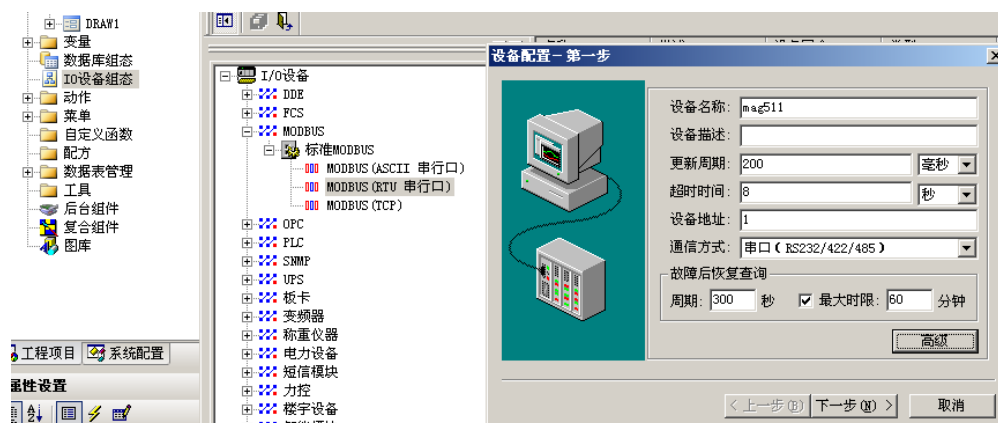 DRAW1
变量
数据库组态
IO设备组态
动作
菜单
自定义函数
配方
数据表管理
工具
后台组件
复合组件
图库
工程项目 系统配置
属性设置
I/O设备
DDE
FCS
MODBUS
标准MODBUS
MODBUS(ASCII 串行口)
MODBUS(RTU 串行口)
MODBUS(TCP)
OPC
PLC
SNMP
UPS
板卡
变频器
称重仪器
电力设备
短信模块
力控
楼宇设备
设备配置－第一步
设备名称: mag511
设备描述:
更新周期: 200 毫秒
超时时间: 8 秒
设备地址: 1
通信方式: 串口(RS232/422/485)
故障后恢复查询
周期: 300 秒 最大时限: 60 分钟
高级
<上一步(B) 下一步(N)> 取消